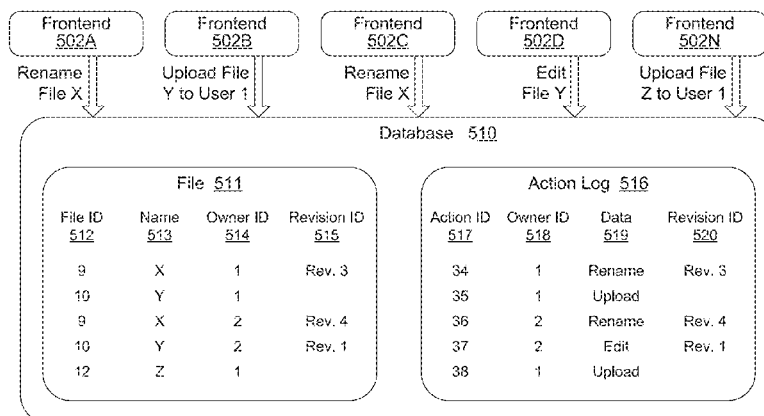 Frontend Frontend Frontend Frontend Frontend
502A 502B 502C 502D 502N
Rename Upload File Rename Edit Upload File
File X Y to User 1 File X File Y Z to User 1
Database 510
File 511 Action Log 516
File ID Name Owner ID Revision ID Action ID Owner ID Data Revision ID
512 513 514 515 517 518 519 520
9 X 1 Rev. 3 34 1 Rename Rev. 3
10 Y 1 35 1 Upload
9 X 2 Rev. 4 36 2 Rename Rev. 4
10 Y 2 Rev. 1 37 2 Edit Rev. 1
12 Z 1 38 1 Upload